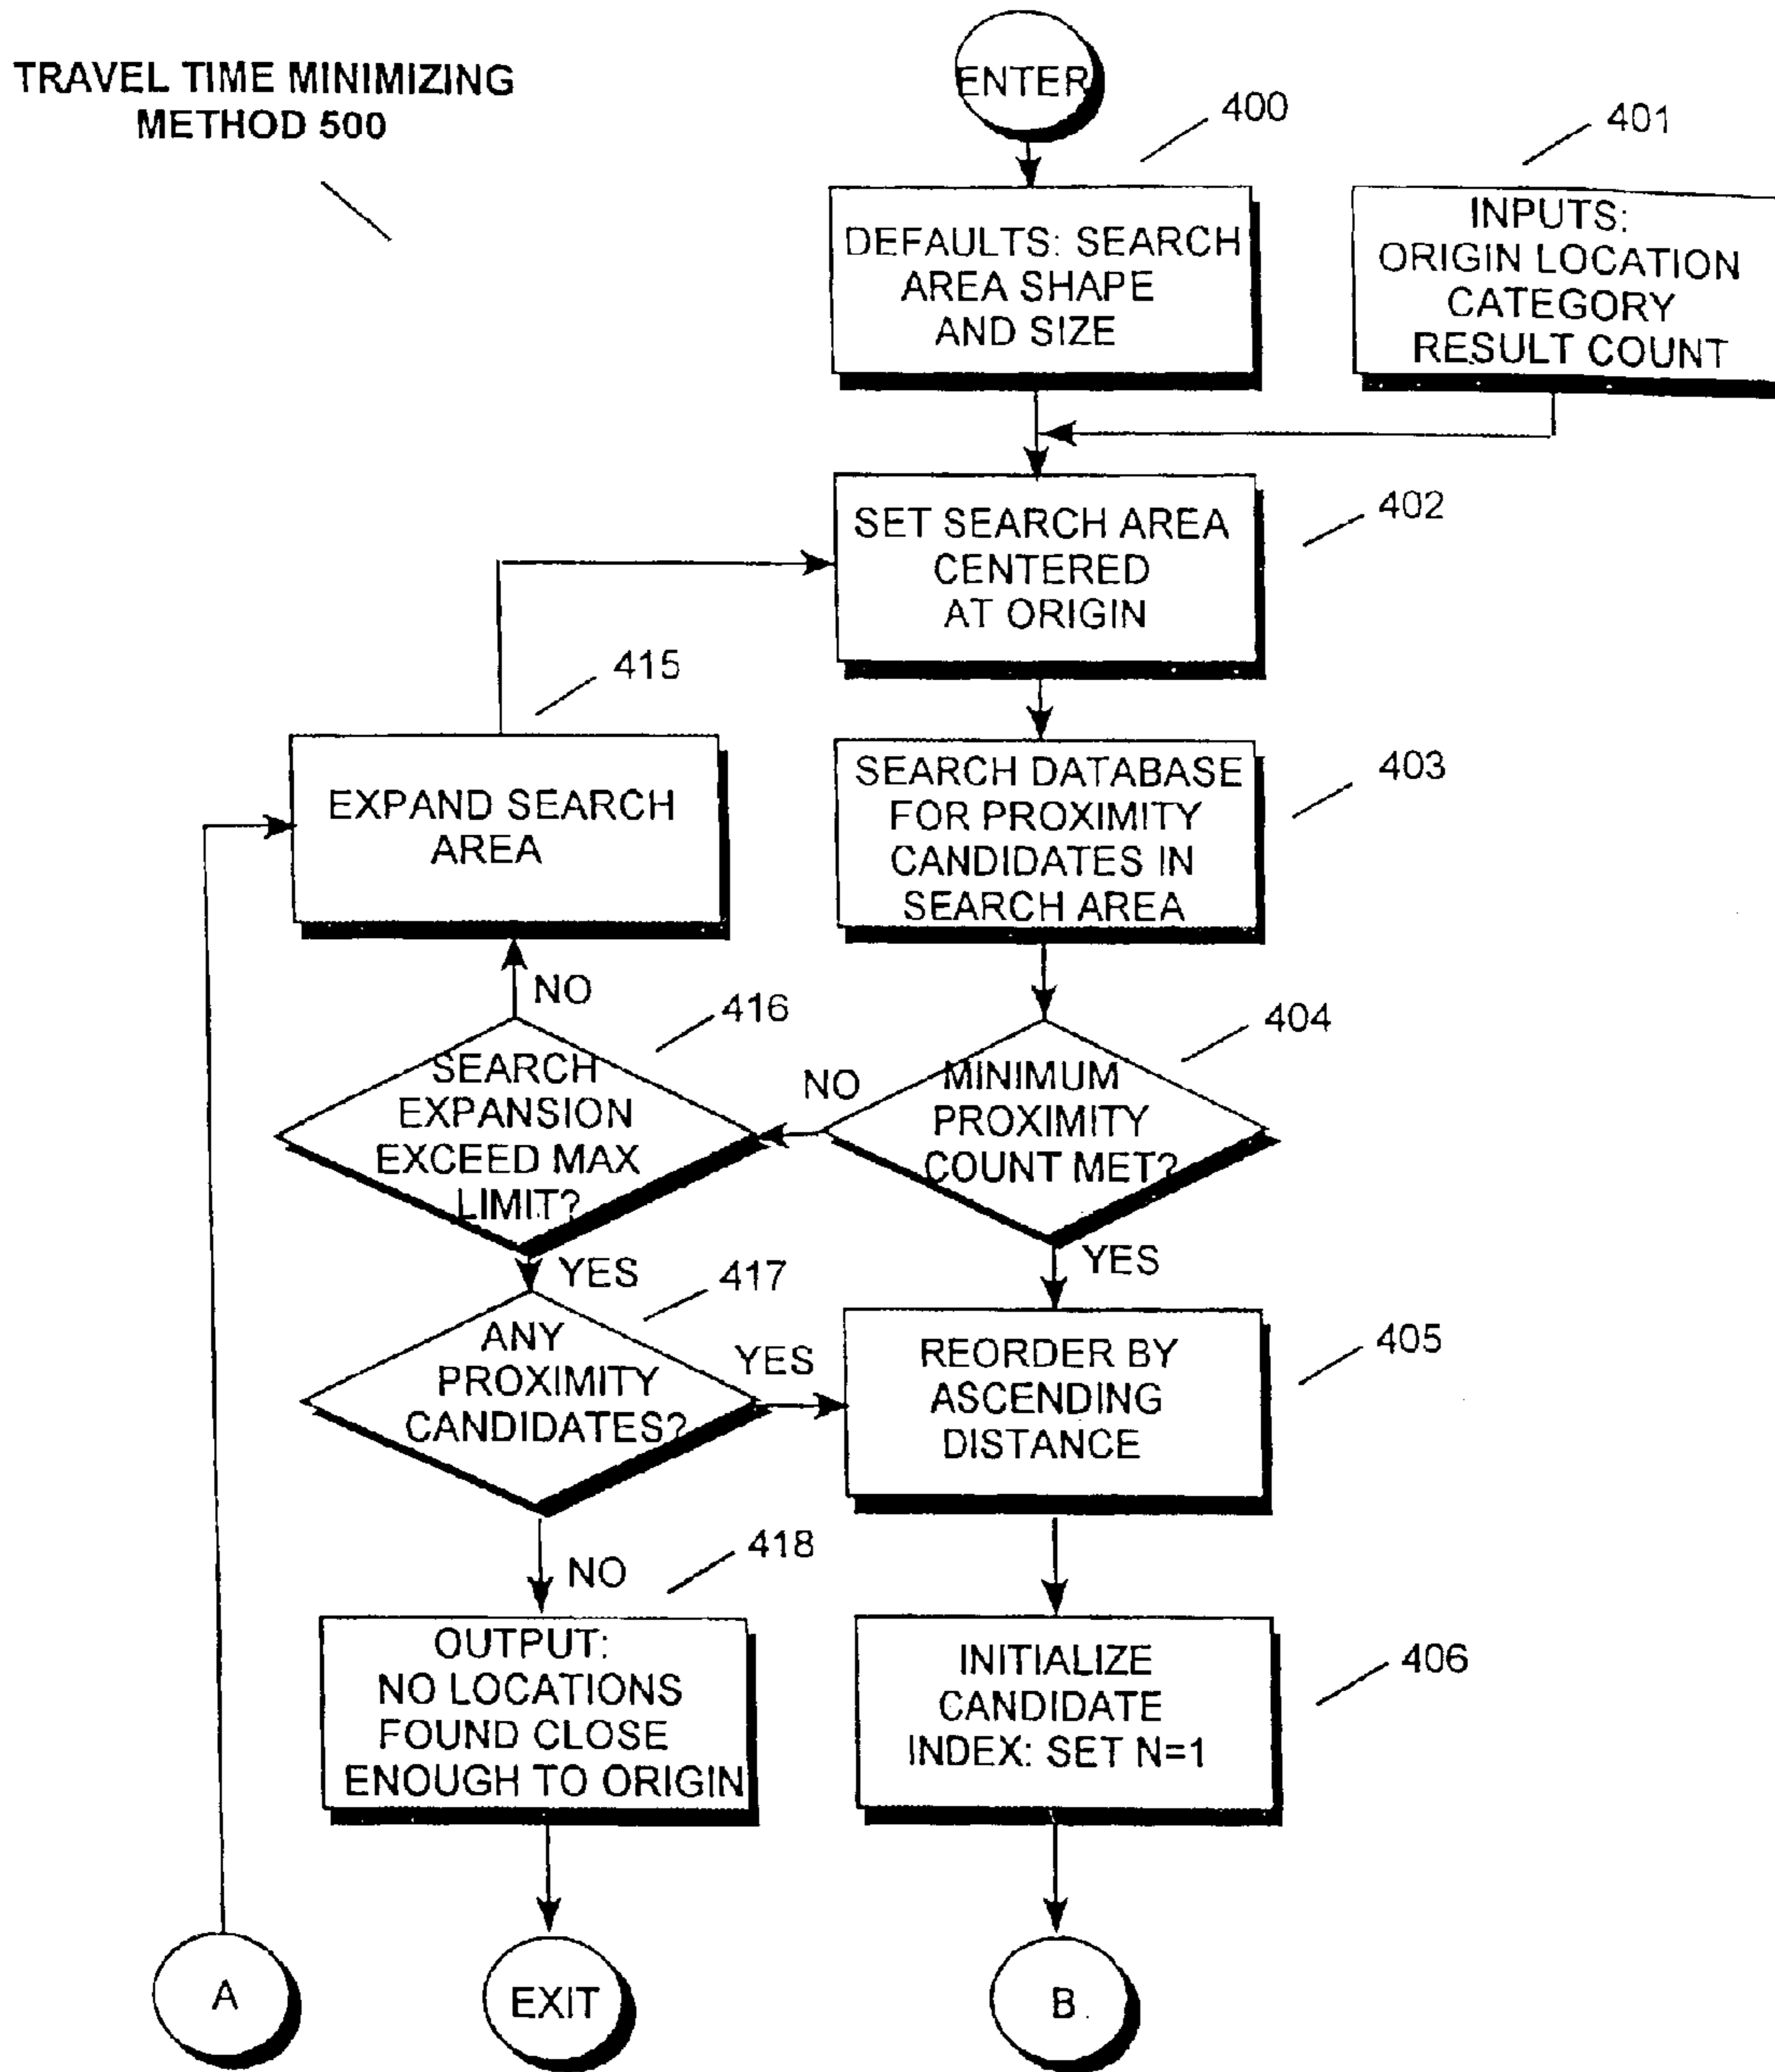 TRAVEL TIME MINIMIZING
METHOD 500
ENTER
400
401
DEFAULTS: SEARCH
AREA SHAPE
AND SIZE
INPUTS:
ORIGIN LOCATION
CATEGORY
RESULT COUNT
402
SET SEARCH AREA
CENTERED
AT ORIGIN
415
EXPAND SEARCH
AREA
403
SEARCH DATABASE
FOR PROXIMITY
CANDIDATES IN
SEARCH AREA
NO
416
SEARCH
EXPANSION
EXCEED MAX
LIMIT?
NO
404
MINIMUM
PROXIMITY
COUNT MET?
YES
YES
417
ANY
PROXIMITY
CANDIDATES?
YES
405
REORDER BY
ASCENDING
DISTANCE
NO
418
OUTPUT:
NO LOCATIONS
FOUND CLOSE
ENOUGH TO ORIGIN
406
INITIALIZE
CANDIDATE
INDEX: SET N=1
A
EXIT
B